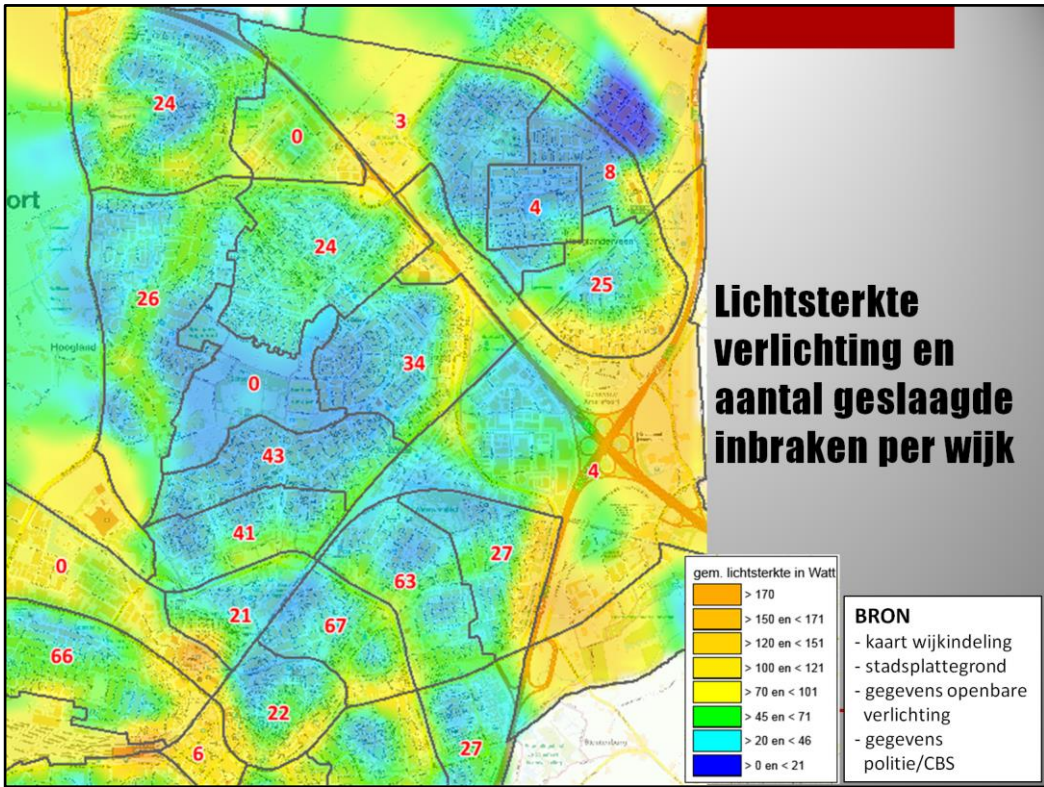 24
0
3
8
4
ort
24
25
26
Hoogland
34
0
43
4
41
27
0
63
21
67
66
22
6
27
Lichtsterkte
verlichting en
aantal geslaagde
inbraken per wijk
gem. lichtsterkte in Watt
> 170
> 150 en < 171
> 120 en < 151
> 100 en < 121
> 70 en < 101
> 45 en < 71
> 20 en < 46
> 0 en < 21
BRON
- kaart wijkindeling
- stadsplattegrond
- gegevens openbare
verlichting
- gegevens
politie/CBS